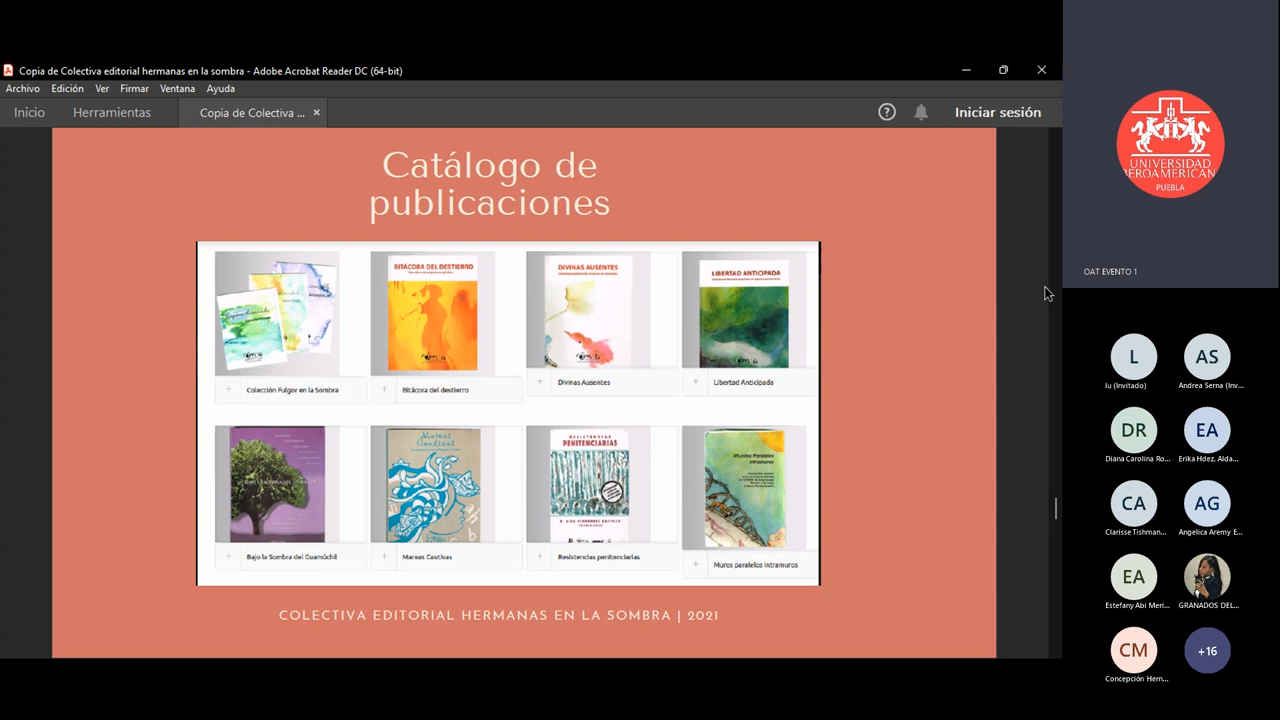 Copia de Colectiva editorial hermanas en la sombra - Adobe Acrobat Reader DC (64-bit)
Archivo Edición Ver Firmar Ventana Ayuda
Inicio Herramientas Copia de Colectiva ... × Iniciar sesión
Catálogo de
publicaciones
BITÁCORA DEL DESTIERRO
DIVINAS AUSENTES
LIBERTAD ANTICIPADA
+ Colección Fulgor en la Sombra
+ Bitácora del destierro
+ Divinas Ausentes
+ Libertad Anticipada
Mareas
Cautivas
RESISTENCIAS
PENITENCIARIAS
Mundos Paralelos
intramuros
+ Bajo la Sombra del Guamúchil
+ Mareas Cautivas
+ Resistencias penitenciarias
+ Muros paralelos intramuros
COLECTIVA EDITORIAL HERMANAS EN LA SOMBRA | 2021
UNIVERSIDAD
IBEROAMERICANA
PUEBLA
OAT EVENTO 1
L AS
lu (Invitado) Andrea Serna (Inv...
DR EA
Diana Carolina Ro... Erika Hdez. Alda...
CA AG
Clarisse Tishman... Angelica Aremy E...
EA
Estefany Abi Meri... GRANADOS DEL...
CM +16
Concepción Hern...